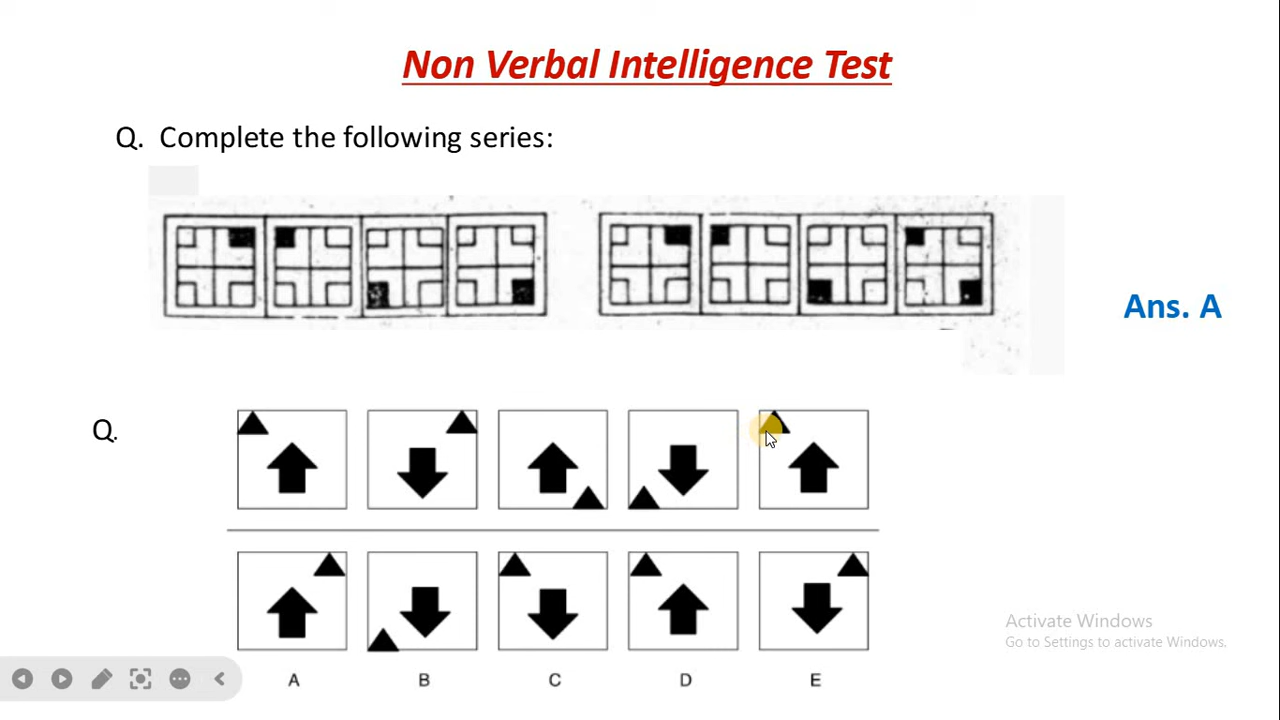 Non Verbal Intelligence Test
Q. Complete the following series:
Ans. A
Q.
Activate Windows
Go to Settings to activate Windows.
A B C D E